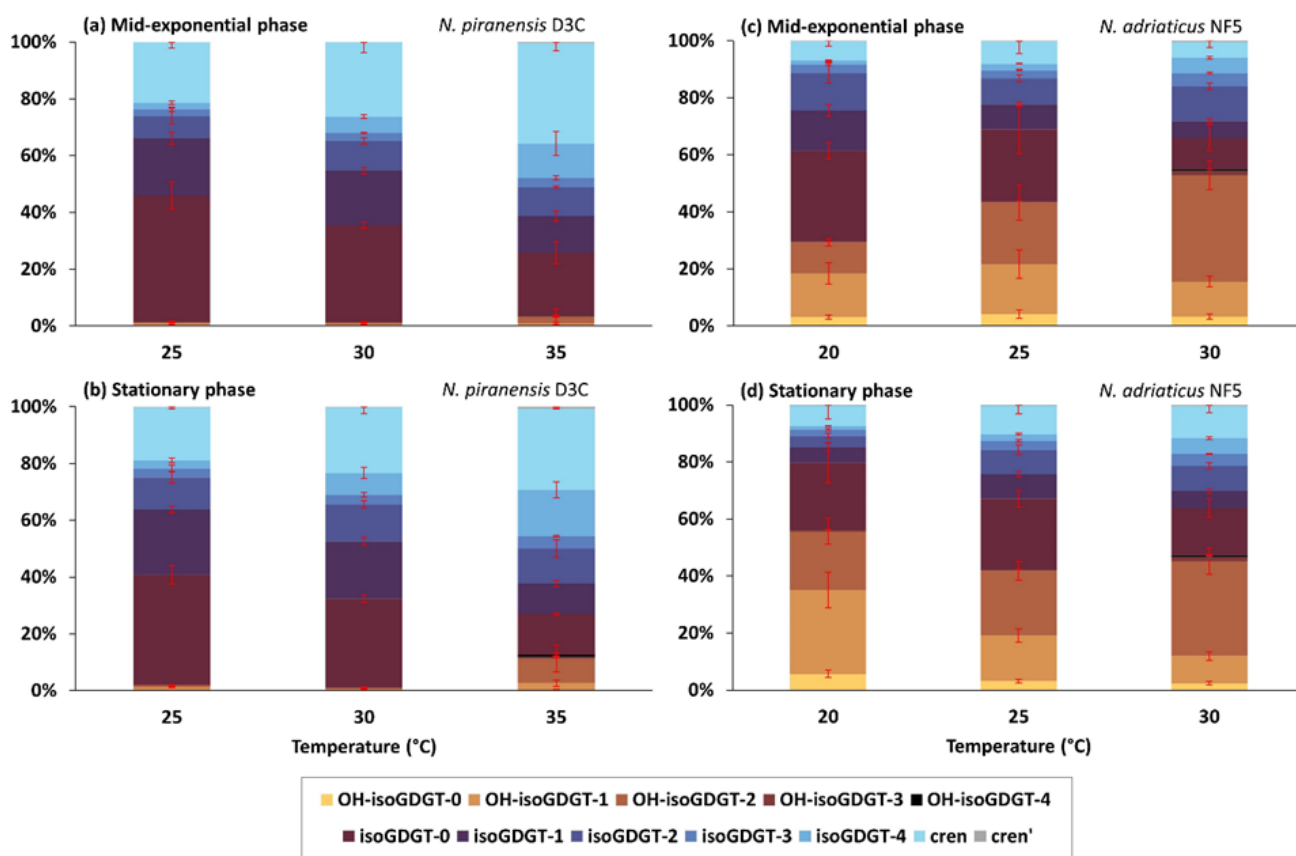 (a) Mid-exponential phase N. piranensis D3C
100%
80%
60%
40%
20%
0%
25 30 35
(b) Stationary phase N. piranensis D3C
100%
80%
60%
40%
20%
0%
25 30 35
Temperature (°C)
(c) Mid-exponential phase N. adriaticus NF5
100%
80%
60%
40%
20%
0%
20 25 30
(d) Stationary phase N. adriaticus NF5
100%
80%
60%
40%
20%
0%
20 25 30
Temperature (°C)
OH-isoGDGT-0 OH-isoGDGT-1 OH-isoGDGT-2 OH-isoGDGT-3 OH-isoGDGT-4
isoGDGT-0 isoGDGT-1 isoGDGT-2 isoGDGT-3 isoGDGT-4 cren cren'